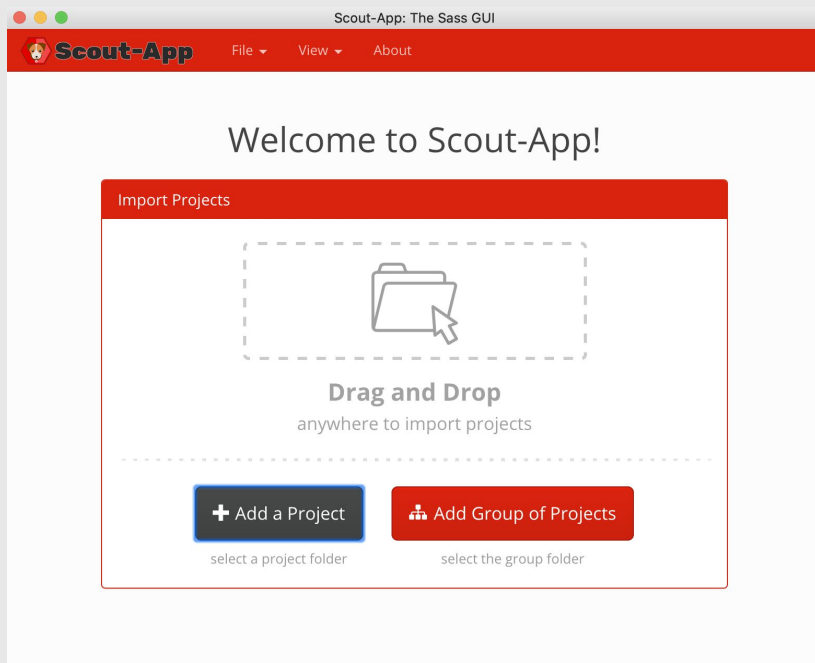 Scout-App: The Sass GUI
Scout-App File View About
Welcome to Scout-App!
Import Projects
Drag and Drop
anywhere to import projects
Add a Project Add Group of Projects
select a project folder select the group folder